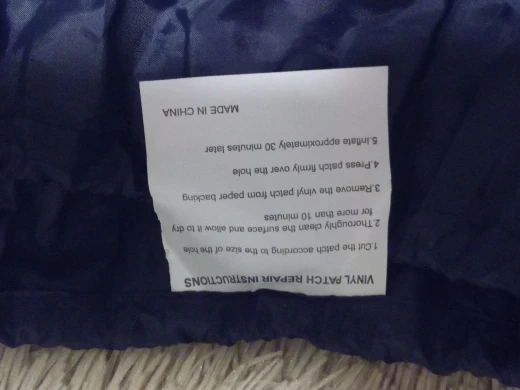 VINYL PATCH REPAIR INSTRUCTIONS
1.Cut the patch according to the size of the hole
2.Thoroughly clean the surface and allow it to dry
for more than 10 minutes
3.Remove the vinyl patch from paper backing
4.Press patch firmly over the hole
5.Inflate approximately 30 minutes later
MADE IN CHINA